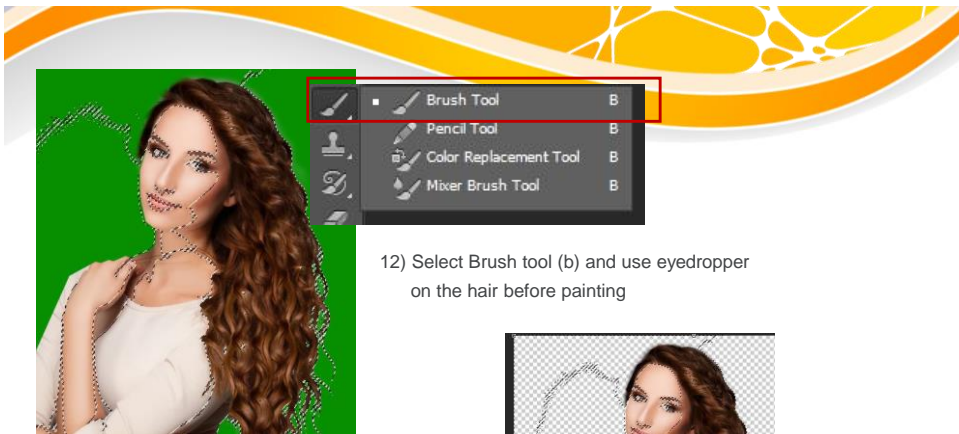 Brush Tool B
Pencil Tool B
Color Replacement Tool B
Mixer Brush Tool B
12) Select Brush tool (b) and use eyedropper
on the hair before painting